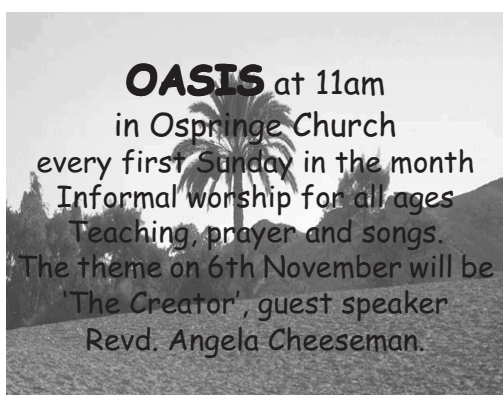 OASIS at 11am
in Ospringe Church
every first Sunday in the month
Informal worship for all ages
Teaching, prayer and songs.
The theme on 6th November will be
‘The Creator’, guest speaker
Revd. Angela Cheeseman.